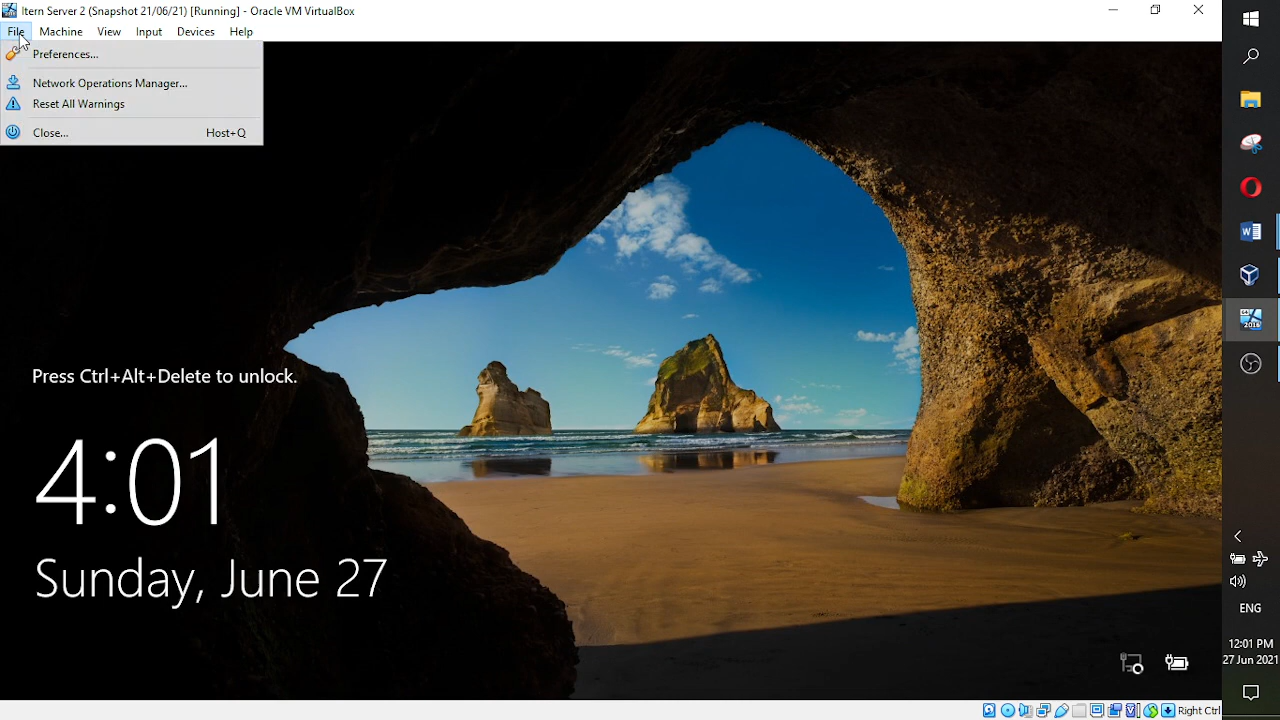 Itern Server 2 (Snapshot 21/06/21) [Running] - Oracle VM VirtualBox
File Machine View Input Devices Help
Preferences...
Network Operations Manager...
Reset All Warnings
Close... Host+Q
Press Ctrl+Alt+Delete to unlock.
4:01
Sunday, June 27
ENG
12:01 PM
27 Jun 2021
Right Ctrl
2016